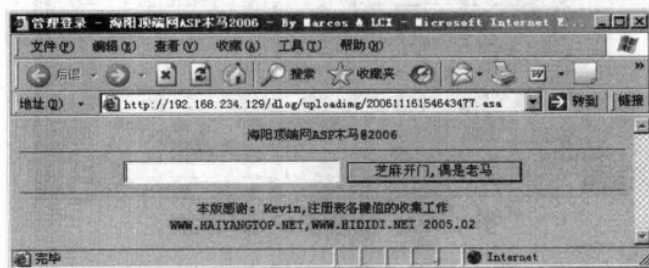 管理登录 - 海阳顶端网ASP木马2006 - By Marcos & LCX - Microsoft Internet E...
文件(F) 编辑(E) 查看(V) 收藏(A) 工具(T) 帮助(H)
后退 搜索 收藏夹
地址(D) http://192.168.234.129/dlog/uploadimg/20061116154643477.asa 转到 链接
海阳顶端网ASP木马@2006
芝麻开门,偶是老马
本版感谢: Kevin,注册表各键值的收集工作
WWW.HAIYANGTOP.NET,WWW.HIDIDI.NET 2005.02
完毕 Internet